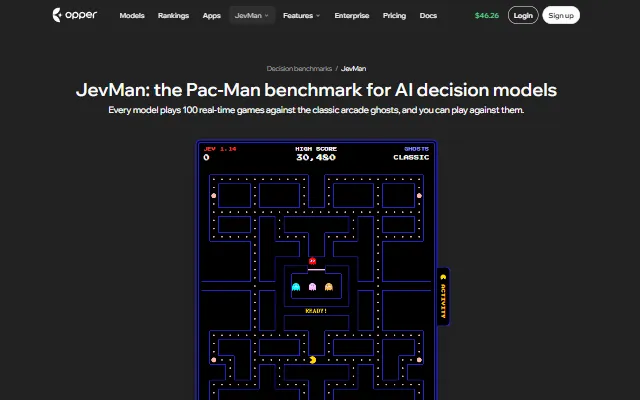 opper Models Rankings Apps JevMan Features Enterprise Pricing Docs $46.26 Login Sign up
Decision benchmarks / JevMan
JevMan: the Pac-Man benchmark for AI decision models
Every model plays 100 real-time games against the classic arcade ghosts, and you can play against them.
JEV 1.16 HIGH SCORE GHOSTS
0 30,480 CLASSIC
READY!
ACTIVITY